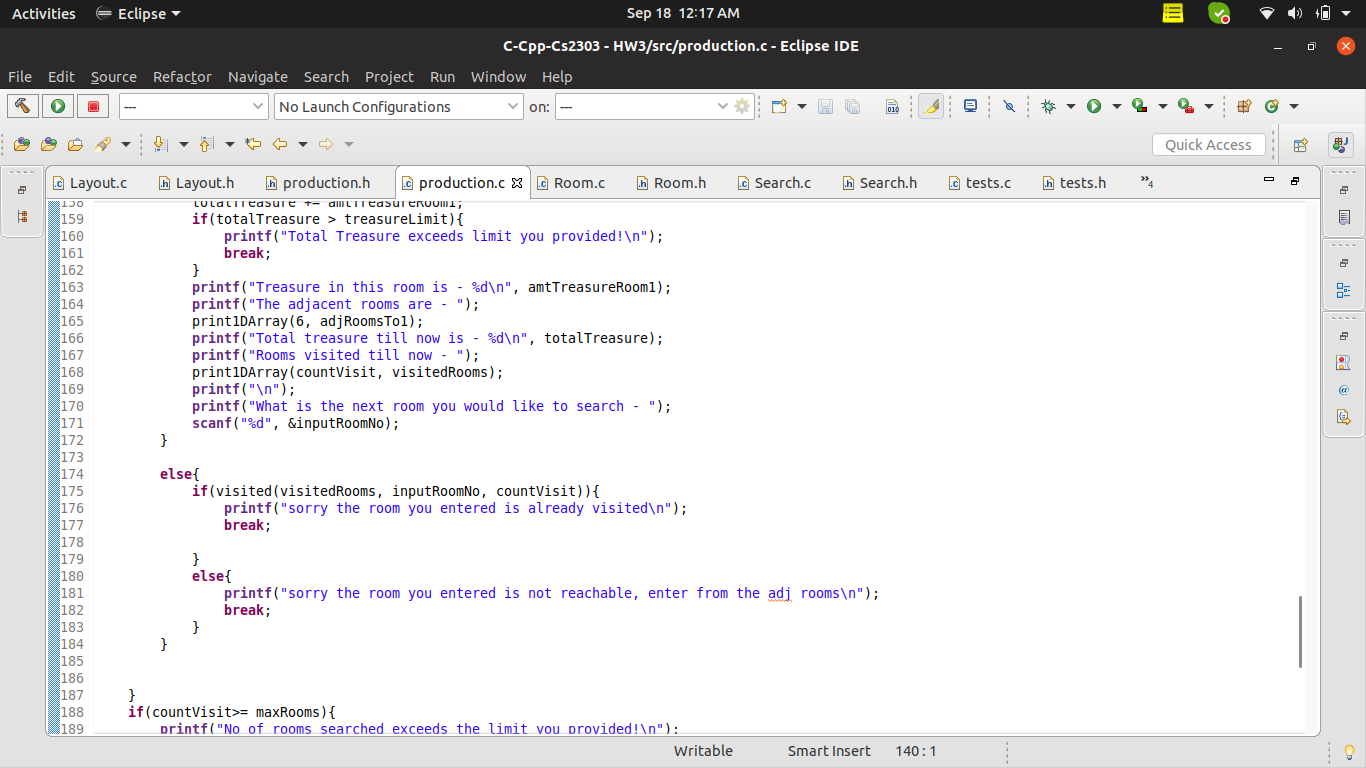 Activities Eclipse Sep 18 12:17 AM
C-Cpp-Cs2303 - HW3/src/production.c - Eclipse IDE
File Edit Source Refactor Navigate Search Project Run Window Help
--- No Launch Configurations on: --- 010
Quick Access
Layout.c Layout.h production.h production.c Room.c Room.h Search.c Search.h tests.c tests.h »4
158 totalTreasure += amtTreasureRoom1;
159 if(totalTreasure > treasureLimit){
160 printf("Total Treasure exceeds limit you provided!\n");
161 break;
162 }
163 printf("Treasure in this room is - %d\n", amtTreasureRoom1);
164 printf("The adjacent rooms are - ");
165 print1DArray(6, adjRoomsTo1);
166 printf("Total treasure till now is - %d\n", totalTreasure);
167 printf("Rooms visited till now - ");
168 print1DArray(countVisit, visitedRooms);
169 printf("\n");
170 printf("What is the next room you would like to search - ");
171 scanf("%d", &inputRoomNo);
172 }
173
174 else{
175 if(visited(visitedRooms, inputRoomNo, countVisit)){
176 printf("sorry the room you entered is already visited\n");
177 break;
178
179 }
180 else{
181 printf("sorry the room you entered is not reachable, enter from the adj rooms\n");
182 break;
183 }
184 }
185
186
187 }
188 if(countVisit>= maxRooms){
189 printf("No of rooms searched exceeds the limit you provided!\n");
Writable Smart Insert 140 : 1